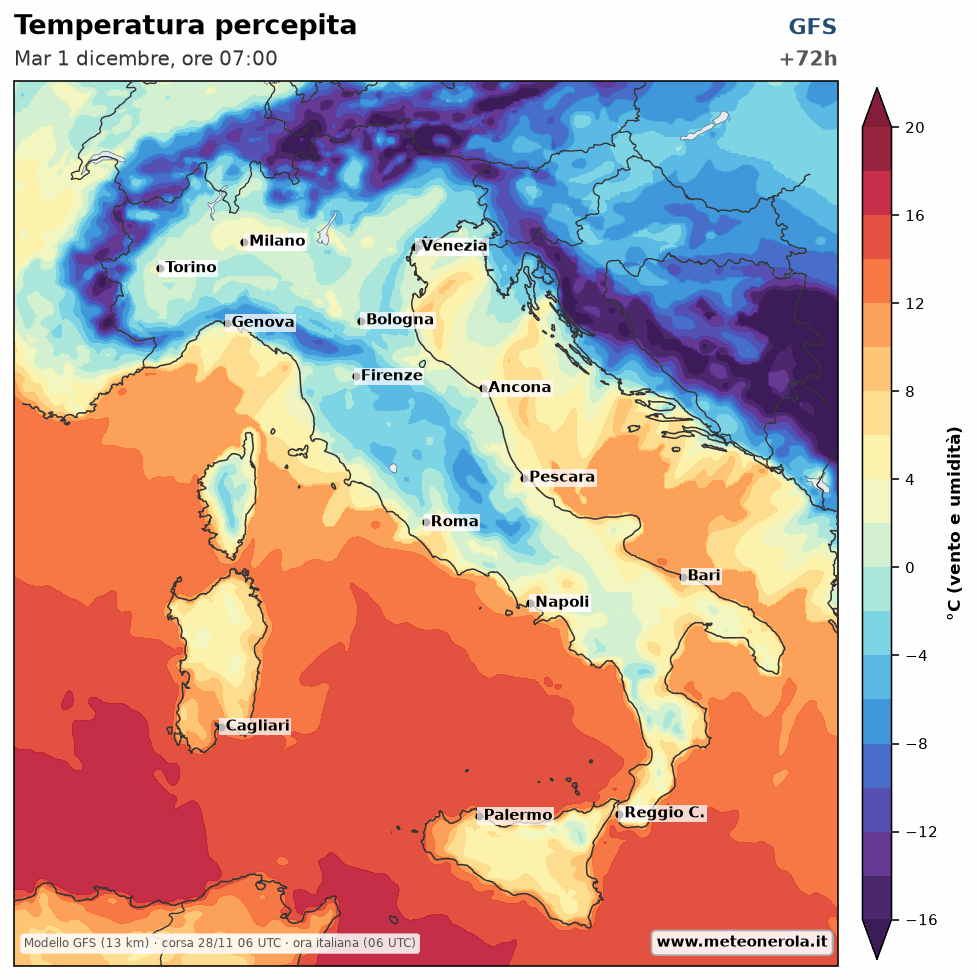 Temperatura percepita
GFS
Mar 1 dicembre, ore 07:00
+72h
Milano
Venezia
Torino
Genova
Bologna
Firenze
Ancona
Pescara
Roma
Bari
Napoli
Cagliari
Palermo
Reggio C.
20
16
12
8
4
0
−4
−8
−12
−16
°C (vento e umidità)
Modello GFS (13 km) · corsa 28/11 06 UTC · ora italiana (06 UTC)
www.meteonerola.it